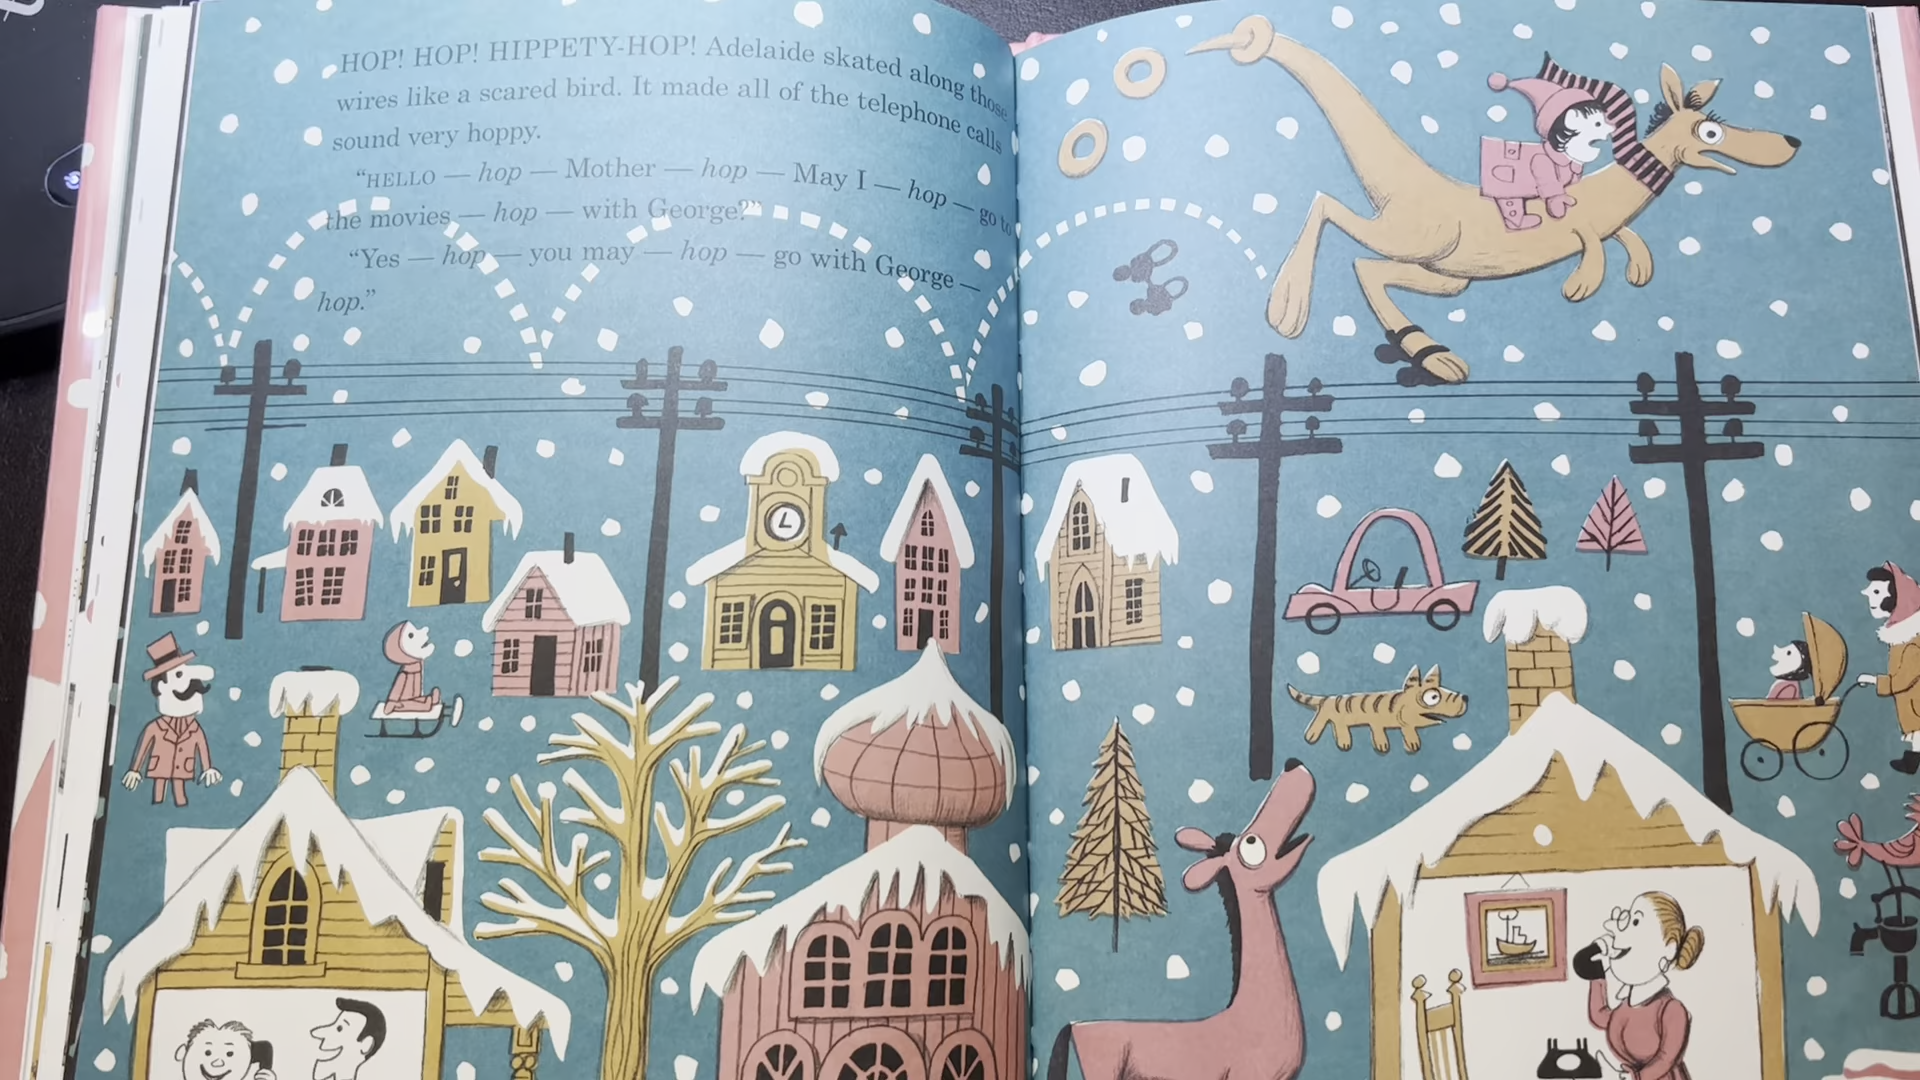 HOP! HOP! HIPPETY-HOP! Adelaide skated along those
wires like a scared bird. It made all of the telephone calls
sound very hoppy.
“HELLO — hop — Mother — hop — May I — hop — go to
the movies — hop — with George?”
“Yes — hop — you may — hop — go with George —
hop.”